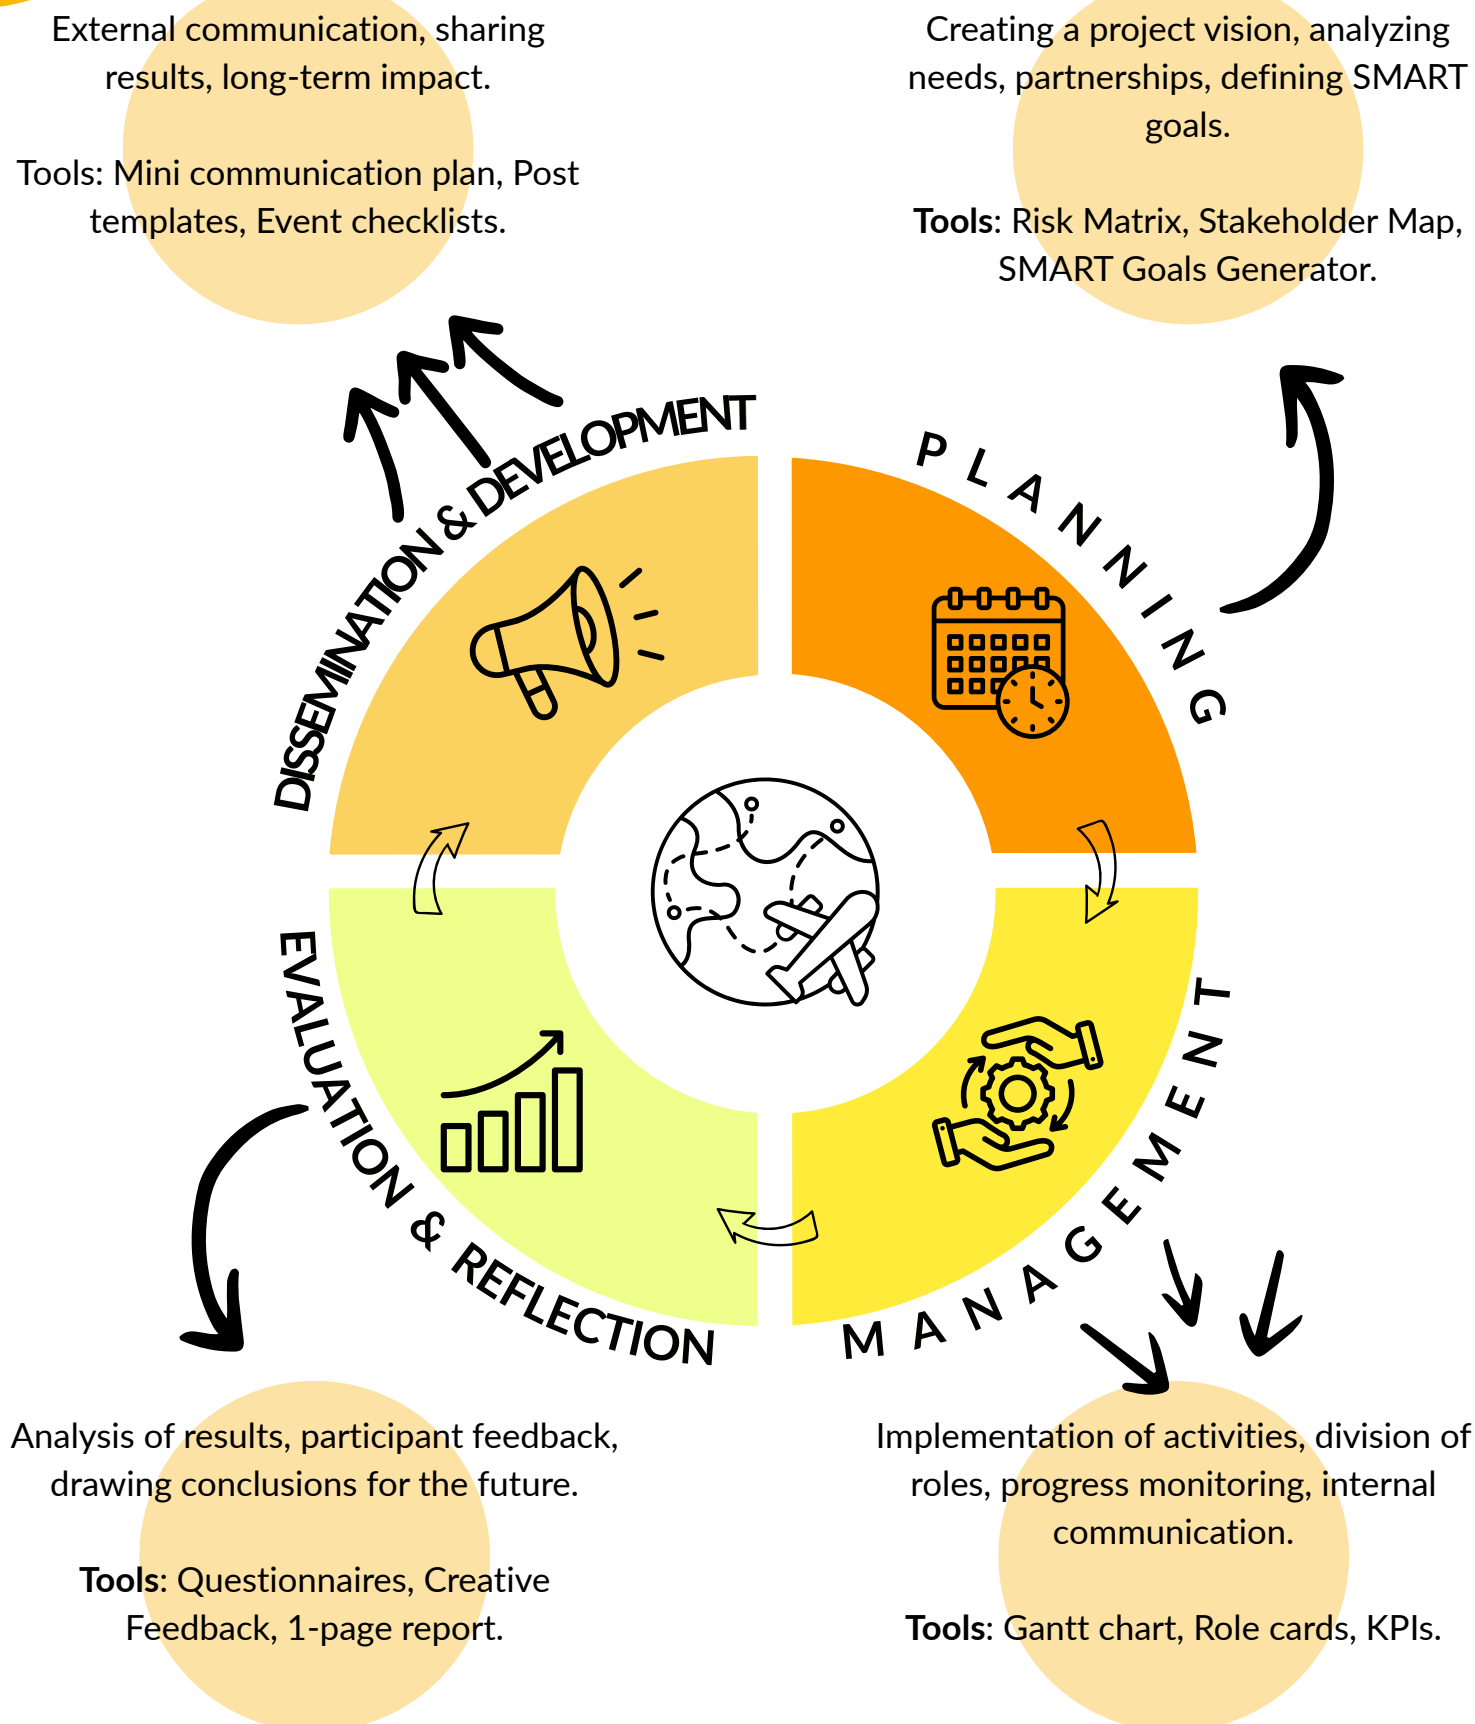 External communication, sharing
results, long-term impact.
Tools: Mini communication plan, Post
templates, Event checklists.
Creating a project vision, analyzing
needs, partnerships, defining SMART
goals.
Tools: Risk Matrix, Stakeholder Map,
SMART Goals Generator.
DISSEMINATION & DEVELOPMENT
PLANNING
EVALUATION & REFLECTION
MANAGEMENT
Analysis of results, participant feedback,
drawing conclusions for the future.
Tools: Questionnaires, Creative
Feedback, 1-page report.
Implementation of activities, division of
roles, progress monitoring, internal
communication.
Tools: Gantt chart, Role cards, KPIs.